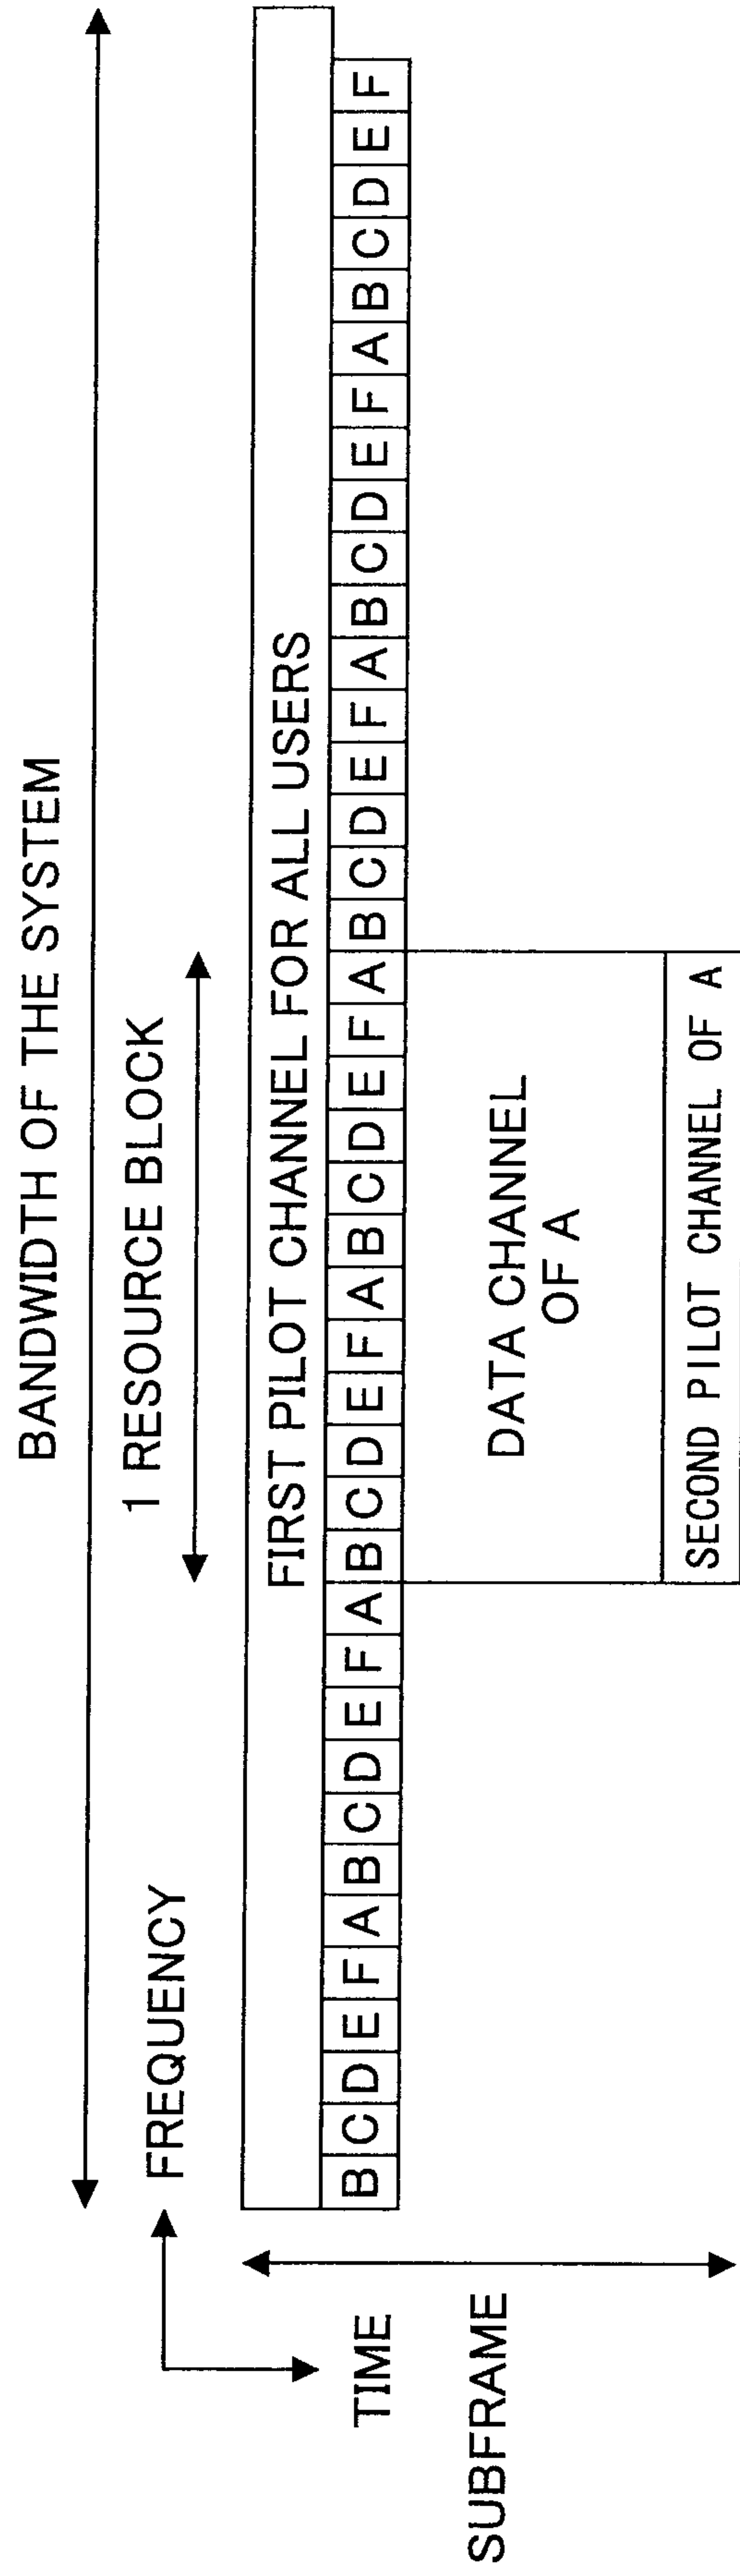 BANDWIDTH OF THE SYSTEM
1 RESOURCE BLOCK
FREQUENCY
FIRST PILOT CHANNEL FOR ALL USERS
B C D E F A B C D E F A B C D E F A B C D E F A B C D E F A B C D E F A B C D E F
TIME
SUBFRAME
DATA CHANNEL
OF A
SECOND PILOT CHANNEL OF A